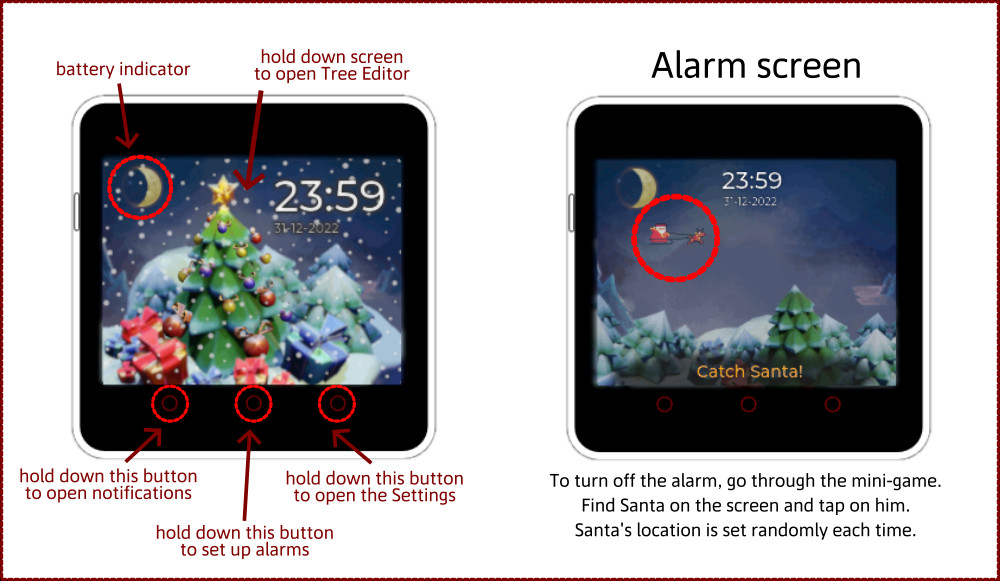 battery indicator
hold down screen
to open Tree Editor
23:59
31-12-2022
hold down this button
to open notifications
hold down this button
to set up alarms
hold down this button
to open the Settings
Alarm screen
23:59
31-12-2022
Catch Santa!
To turn off the alarm, go through the mini-game.
Find Santa on the screen and tap on him.
Santa's location is set randomly each time.